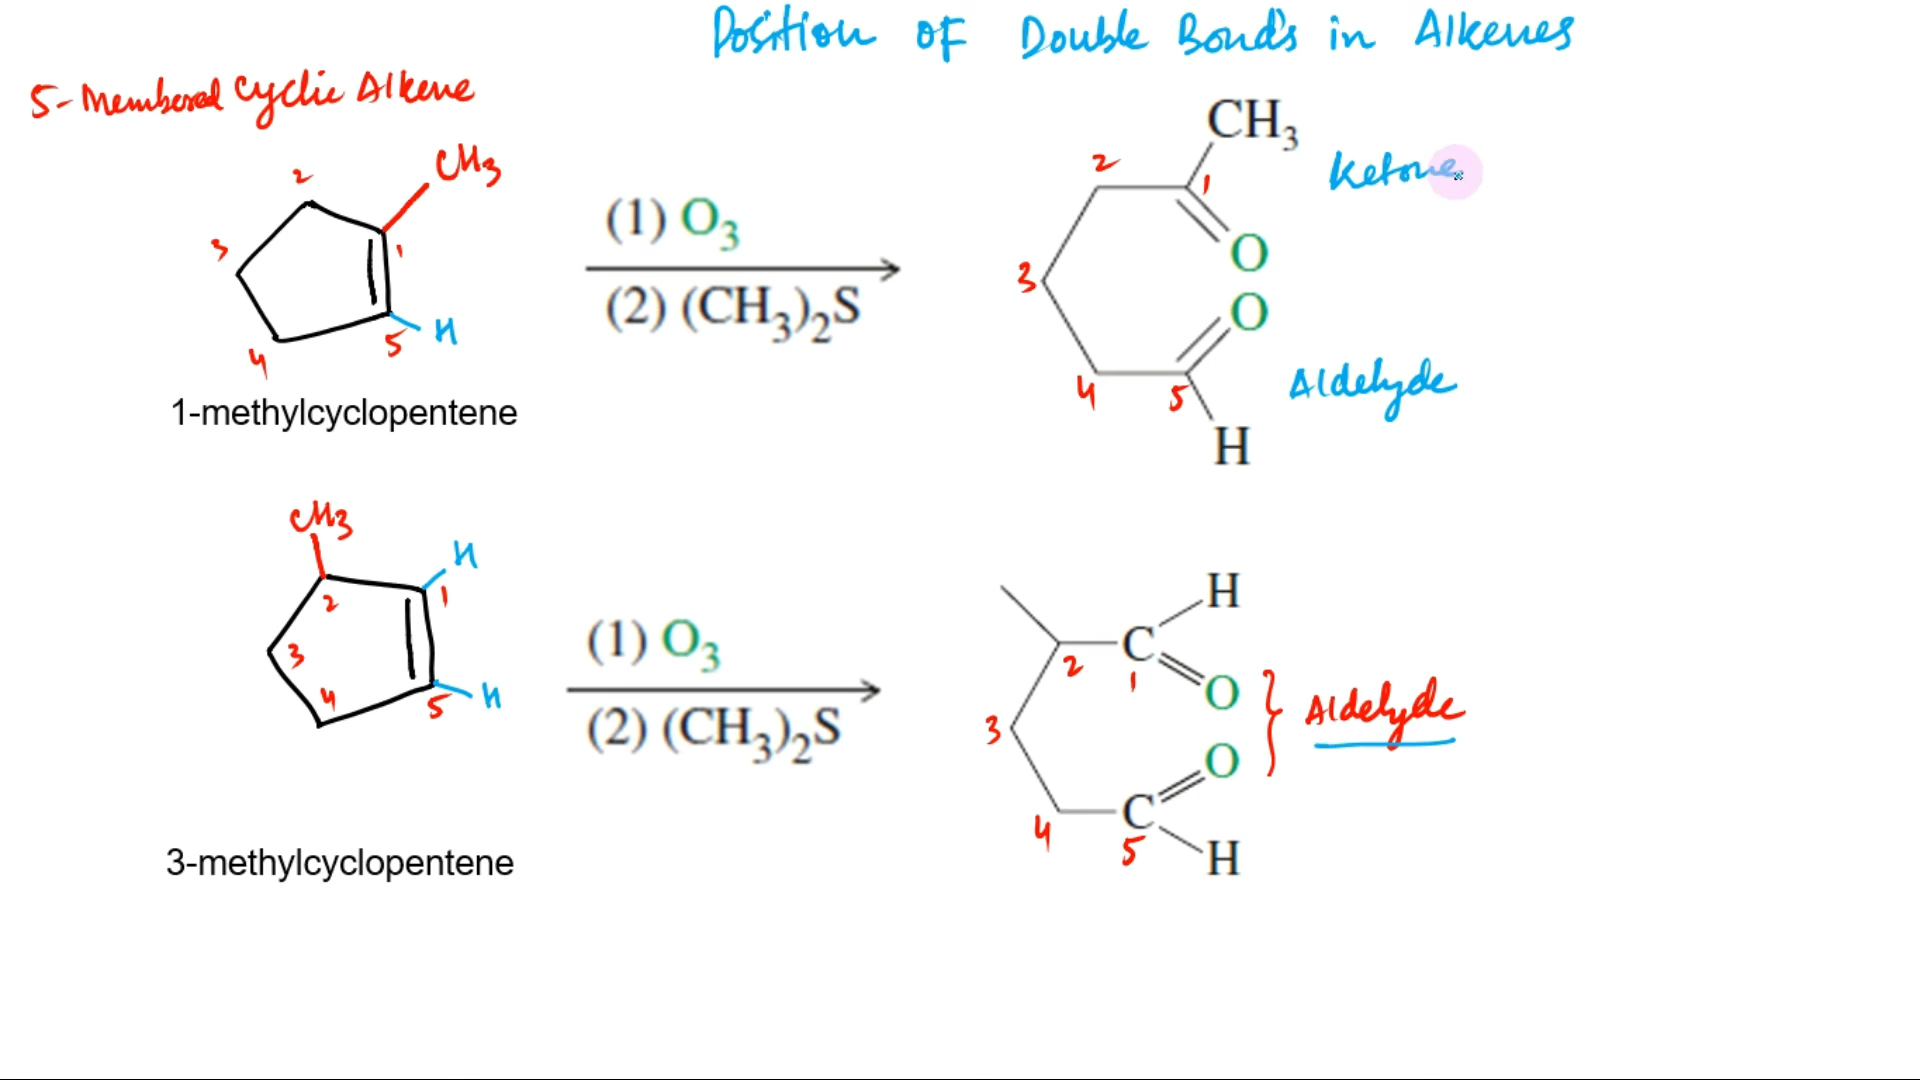 Position of Double Bonds in Alkenes
5-Membered Cyclic Alkene
CH3
2
1
3
4
5
H
1-methylcyclopentene
(1) O3
(2) (CH3)2S
CH3
2
1
Ketone
O
3
O
4
5
Aldehyde
H
CH3
H
2
1
3
4
5
H
3-methylcyclopentene
(1) O3
(2) (CH3)2S
H
C
2
1
O
3
Aldehyde
O
C
4
5
H